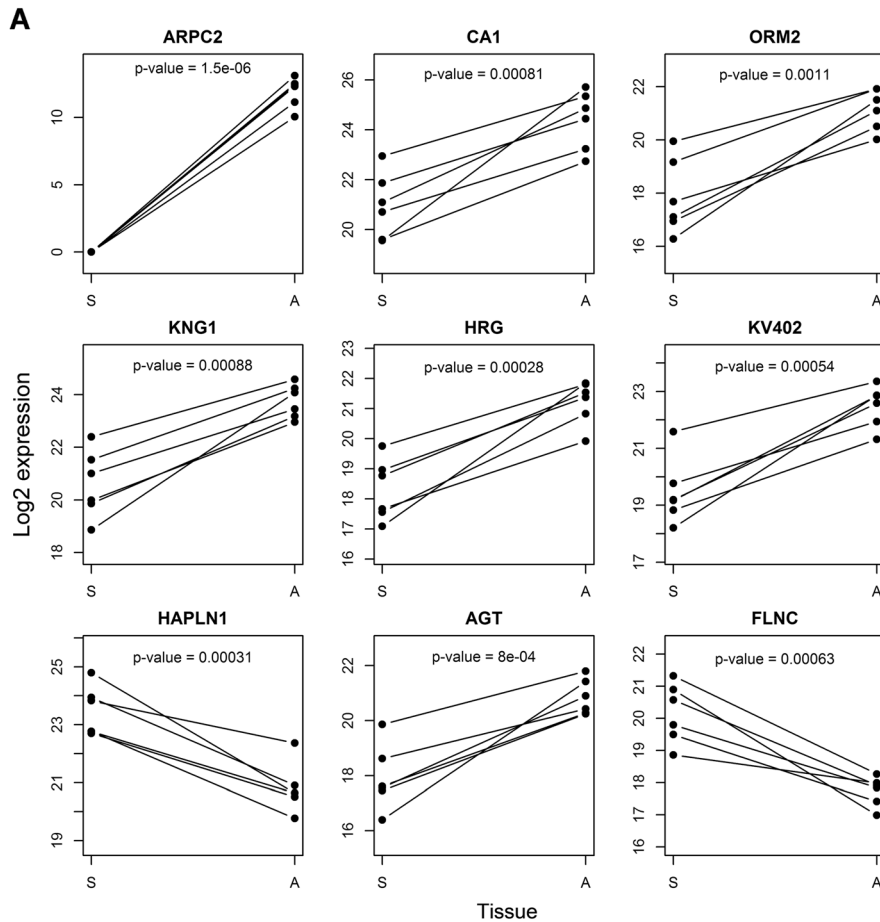 A
ARPC2
p-value = 1.5e-06
0 5 10
S A
CA1
p-value = 0.00081
20 22 24 26
S A
ORM2
p-value = 0.0011
16 18 20 22
S A
Log2 expression
KNG1
p-value = 0.00088
18 20 22 24
S A
HRG
p-value = 0.00028
16 17 18 19 20 21 22 23
S A
KV402
p-value = 0.00054
17 19 21 23
S A
HAPLN1
p-value = 0.00031
19 21 23 25
S A
AGT
p-value = 8e-04
16 18 20 22
S A
FLNC
p-value = 0.00063
16 17 18 19 20 21 22
S A
Tissue